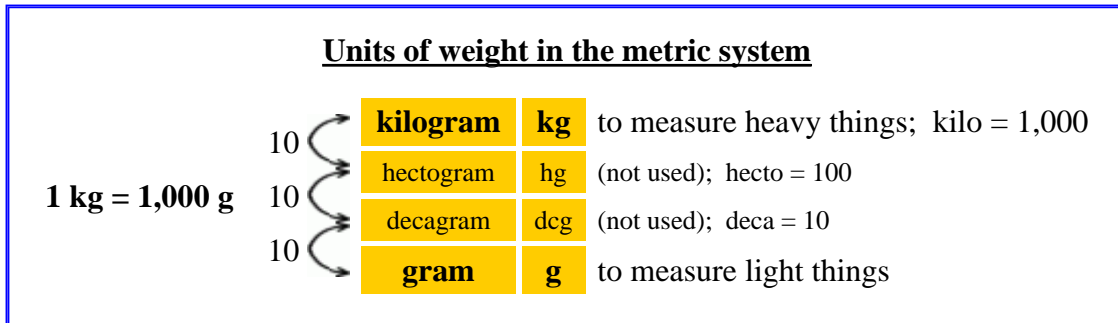 Units of weight in the metric system
10 kilogram kg to measure heavy things; kilo = 1,000
hectogram hg (not used); hecto = 100
1 kg = 1,000 g 10
decagram dcg (not used); deca = 10
10 gram g to measure light things